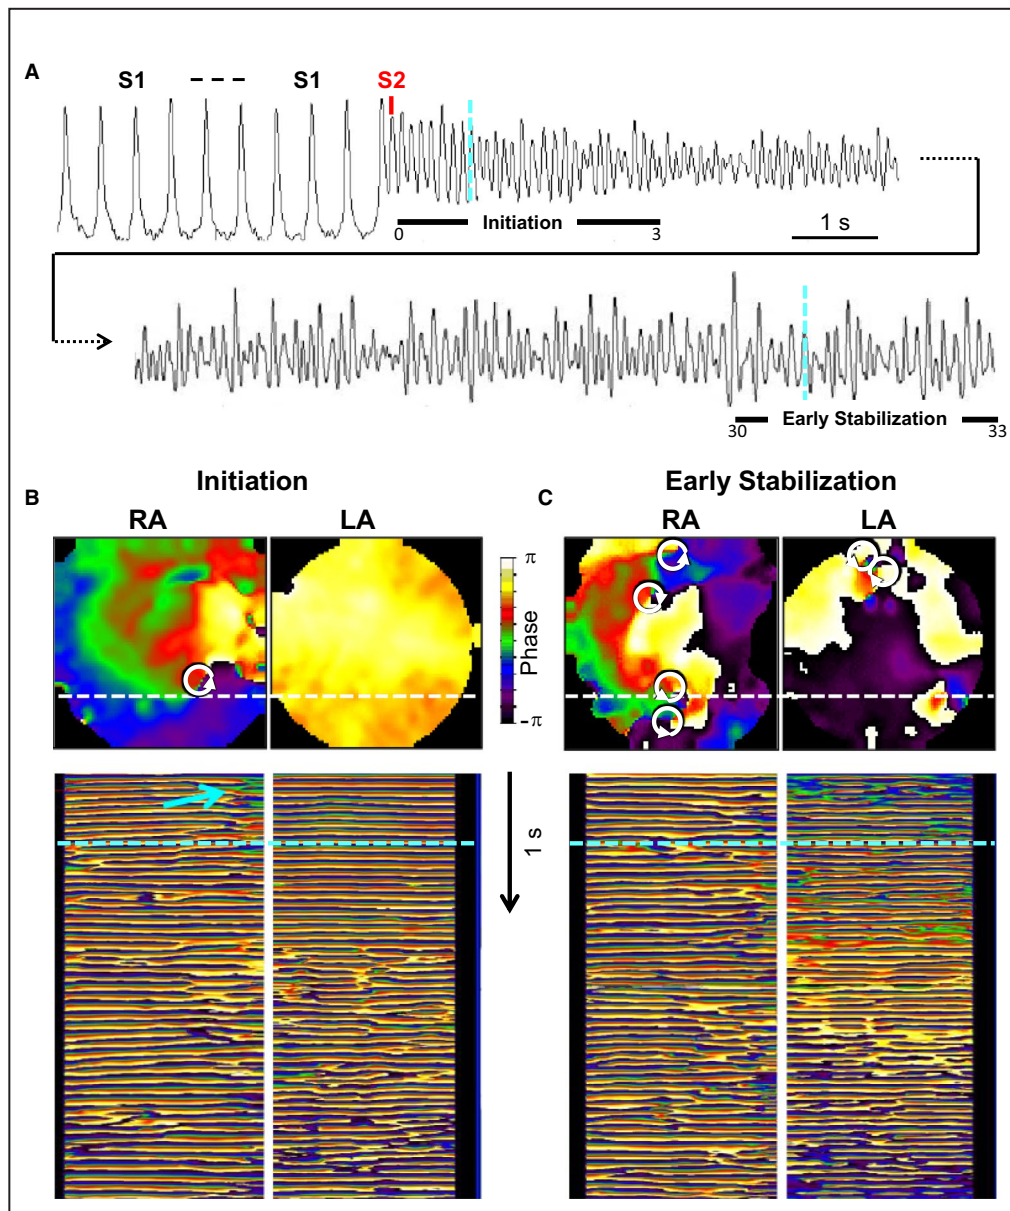 A
S1 – – – S1 S2
Initiation
0 3 1 s
Early Stabilization
30 33
Initiation
B
RA LA
π
Phase
-π
Early Stabilization
C
RA LA
1 s